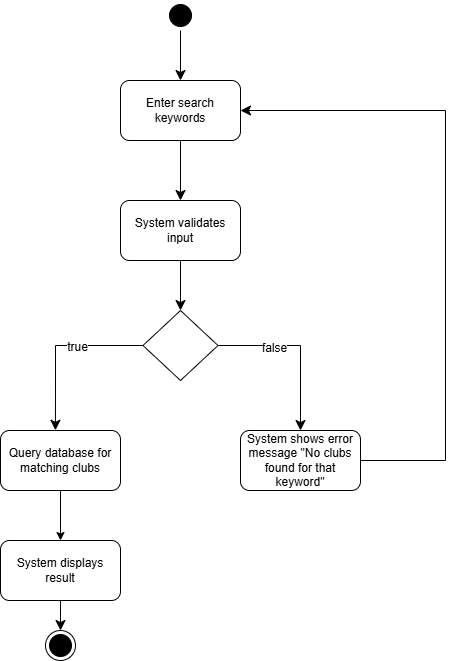 Enter search
keywords
System validates
input
true
false
Query database for
matching clubs
System shows error
message "No clubs
found for that
keyword"
System displays
result